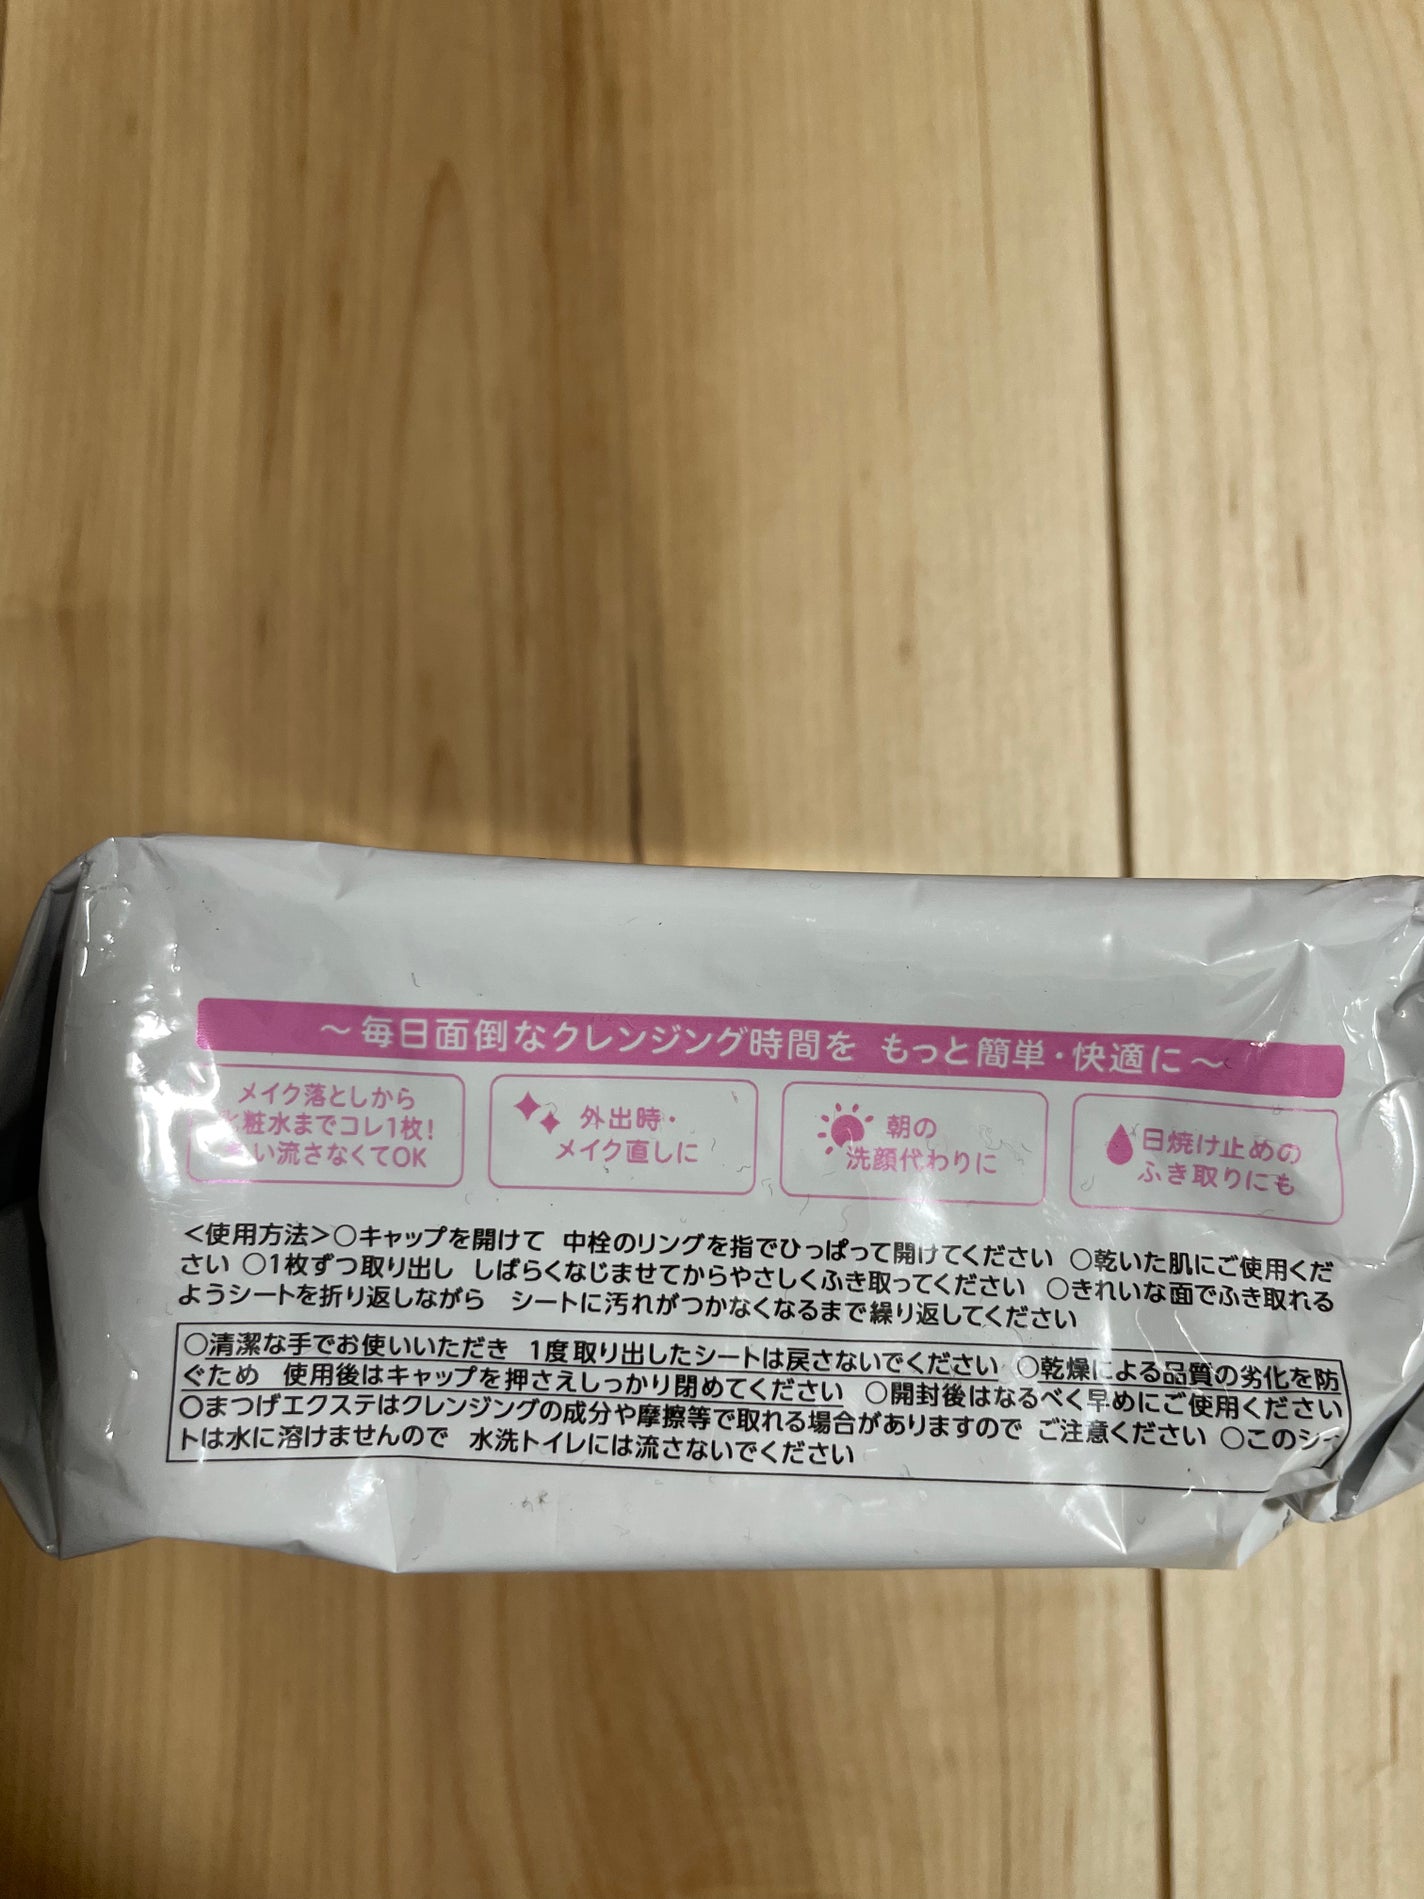 ～毎日面倒なクレンジング時間を もっと簡単・快適に～
メイク落としから
粧水までコレ1枚!
い流さなくてOK
外出時・
メイク直しに
朝の
洗顔代わりに
日焼け止めの
ふき取りにも
<使用方法>○キャップを開けて 中栓のリングを指でひっぱって開けてください ○乾いた肌にご使用くだ
さい ○1枚ずつ取り出し しばらくなじませてからやさしくふき取ってください ○きれいな面でふき取れる
ようシートを折り返しながら シートに汚れがつかなくなるまで繰り返してください
○清潔な手でお使いいただき 1度取り出したシートは戻さないでください ○乾燥による品質の劣化を防
ぐため 使用後はキャップを押さえしっかり閉めてください ○開封後はなるべく早めにご使用ください
○まつげエクステはクレンジングの成分や摩擦等で取れる場合がありますので ご注意ください ○このシー
トは水に溶けませんので 水洗トイレには流さないでください